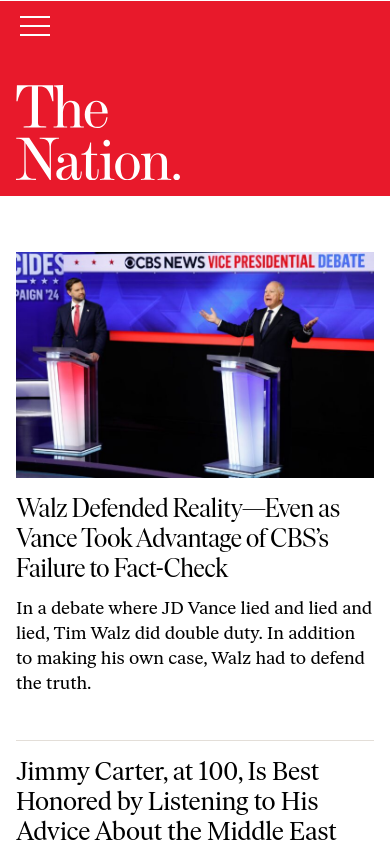 The
Nation.
CIDES
CBS NEWS VICE PRESIDENTIAL DEBATE
PAIGN '24
Walz Defended Reality—Even as
Vance Took Advantage of CBS’s
Failure to Fact-Check
In a debate where JD Vance lied and lied and
lied, Tim Walz did double duty. In addition
to making his own case, Walz had to defend
the truth.
Jimmy Carter, at 100, Is Best
Honored by Listening to His
Advice About the Middle East